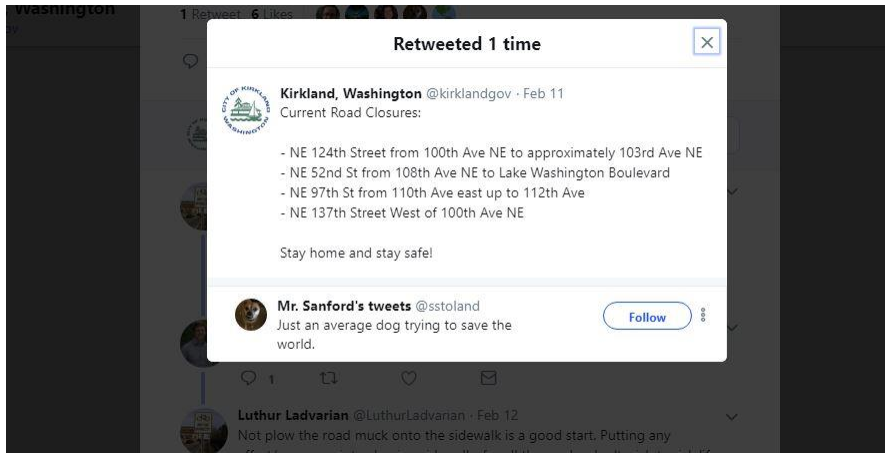 Washington
ov
1 Retweet 6 Likes
Retweeted 1 time
CITY OF KIRKLAND
WASHINGTON
Kirkland, Washington @kirklandgov · Feb 11
Current Road Closures:
- NE 124th Street from 100th Ave NE to approximately 103rd Ave NE
- NE 52nd St from 108th Ave NE to Lake Washington Boulevard
- NE 97th St from 110th Ave east up to 112th Ave
- NE 137th Street West of 100th Ave NE
Stay home and stay safe!
Mr. Sanford's tweets @sstoland
Just an average dog trying to save the
world.
Follow
1
Luthur Ladvarian @LuthurLadvarian · Feb 12
Not plow the road muck onto the sidewalk is a good start. Putting any